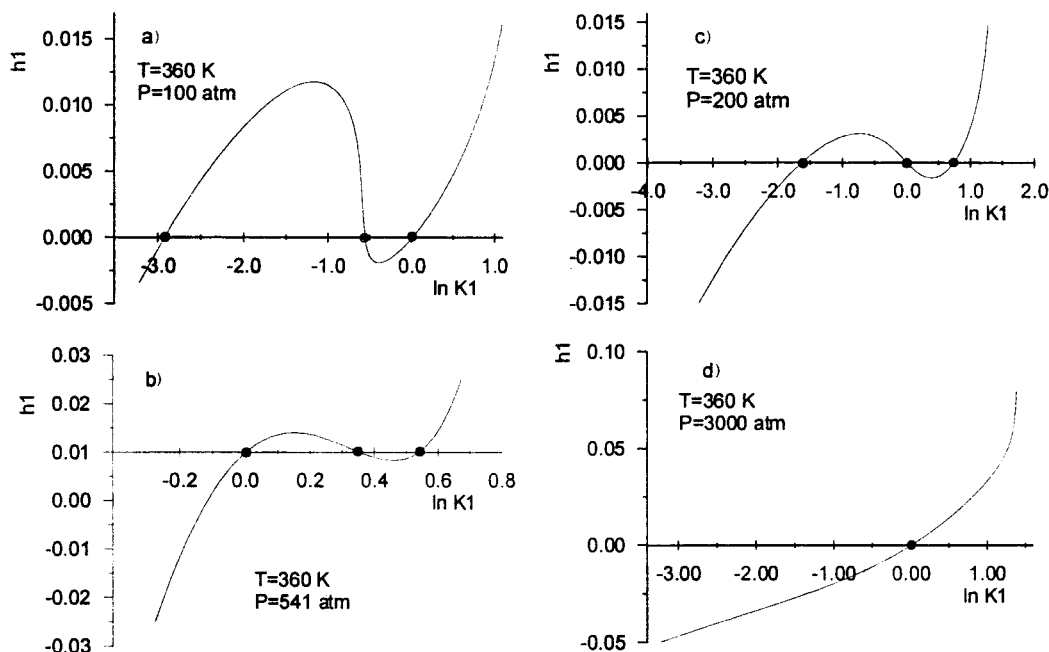 a)
T=360 K
P=100 atm
h1
0.015
0.010
0.005
0.000
-0.005
-3.0 -2.0 -1.0 0.0 1.0
ln K1
c)
T=360 K
P=200 atm
h1
0.015
0.010
0.005
0.000
-0.005
-0.010
-0.015
-4.0 -3.0 -2.0 -1.0 0.0 1.0 2.0
ln K1
b)
h1
0.03
0.02
0.01
0.00
-0.01
-0.02
-0.03
-0.2 0.0 0.2 0.4 0.6 0.8
ln K1
T=360 K
P=541 atm
d)
T=360 K
P=3000 atm
h1
0.10
0.05
0.00
-0.05
-3.00 -2.00 -1.00 0.00 1.00
ln K1